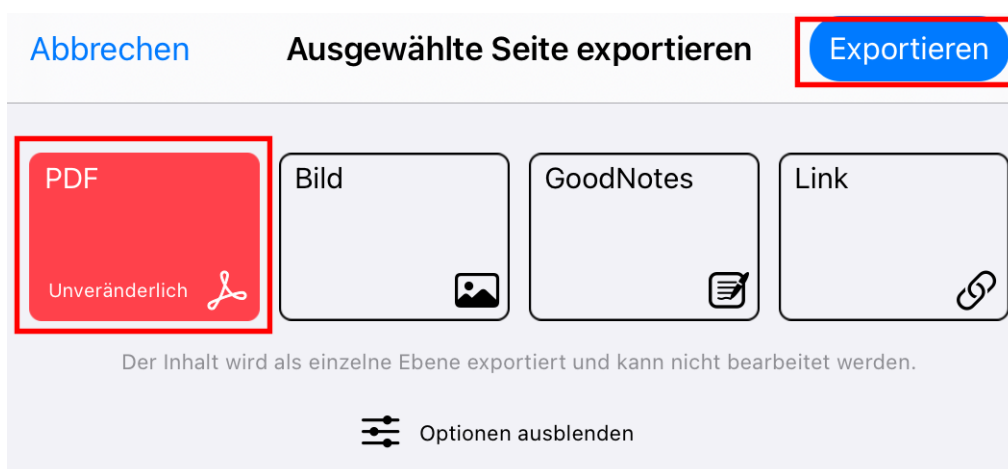 Abbrechen
Ausgewählte Seite exportieren
Exportieren
PDF
Unveränderlich
Bild
GoodNotes
Link
Der Inhalt wird als einzelne Ebene exportiert und kann nicht bearbeitet werden.
Optionen ausblenden